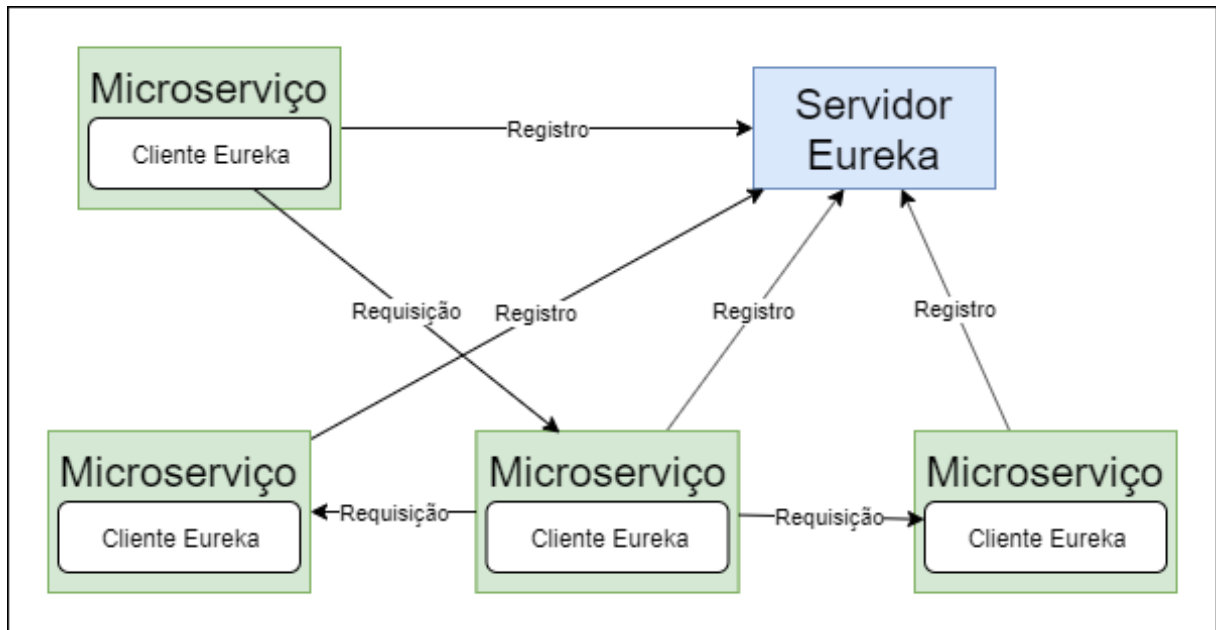 Microserviço
Cliente Eureka
Servidor
Eureka
Registro
Requisição
Registro
Registro
Registro
Microserviço
Cliente Eureka
Requisição
Microserviço
Cliente Eureka
Requisição
Microserviço
Cliente Eureka